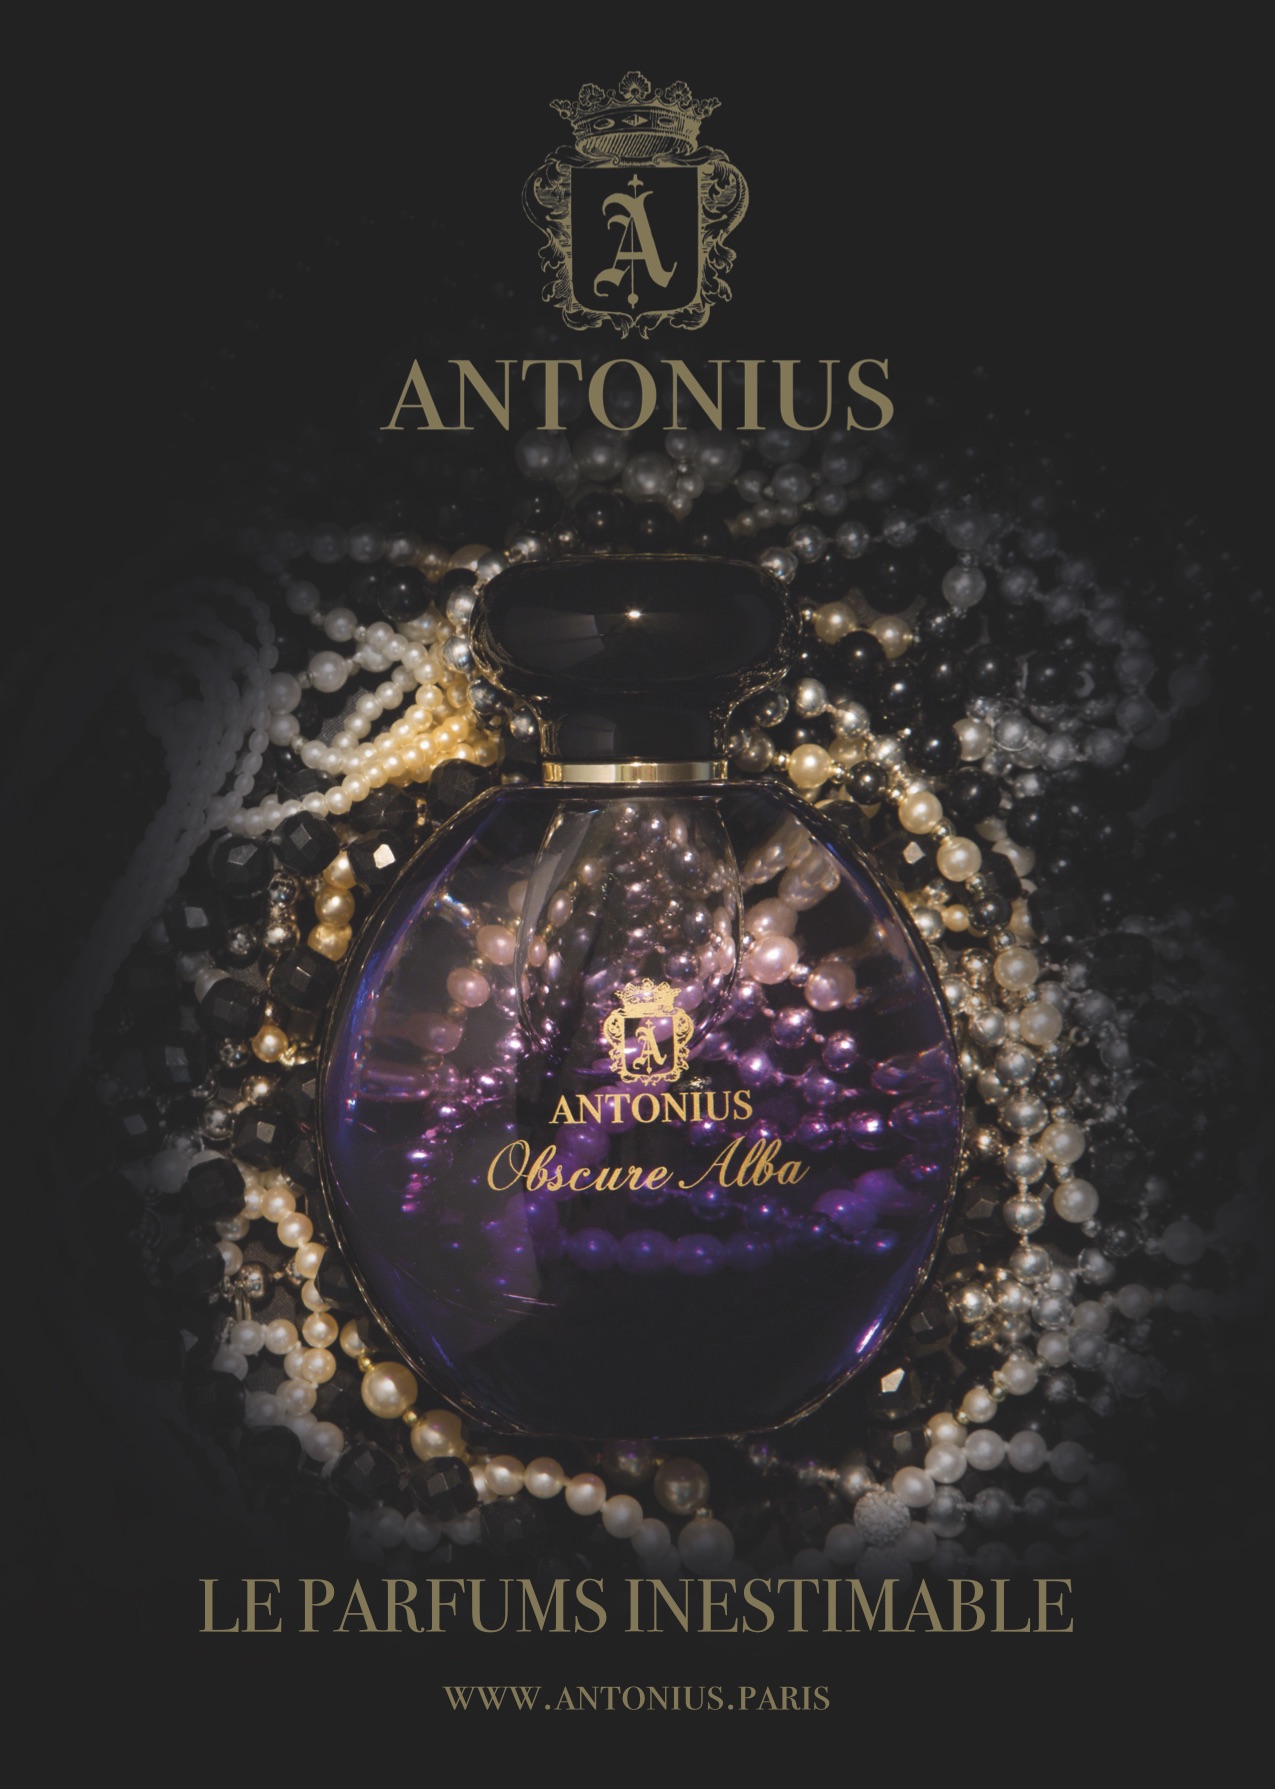 A
ANTONIUS
A
ANTONIUS
Obscure Alba
LE PARFUMS INESTIMABLE
WWW.ANTONIUS.PARIS